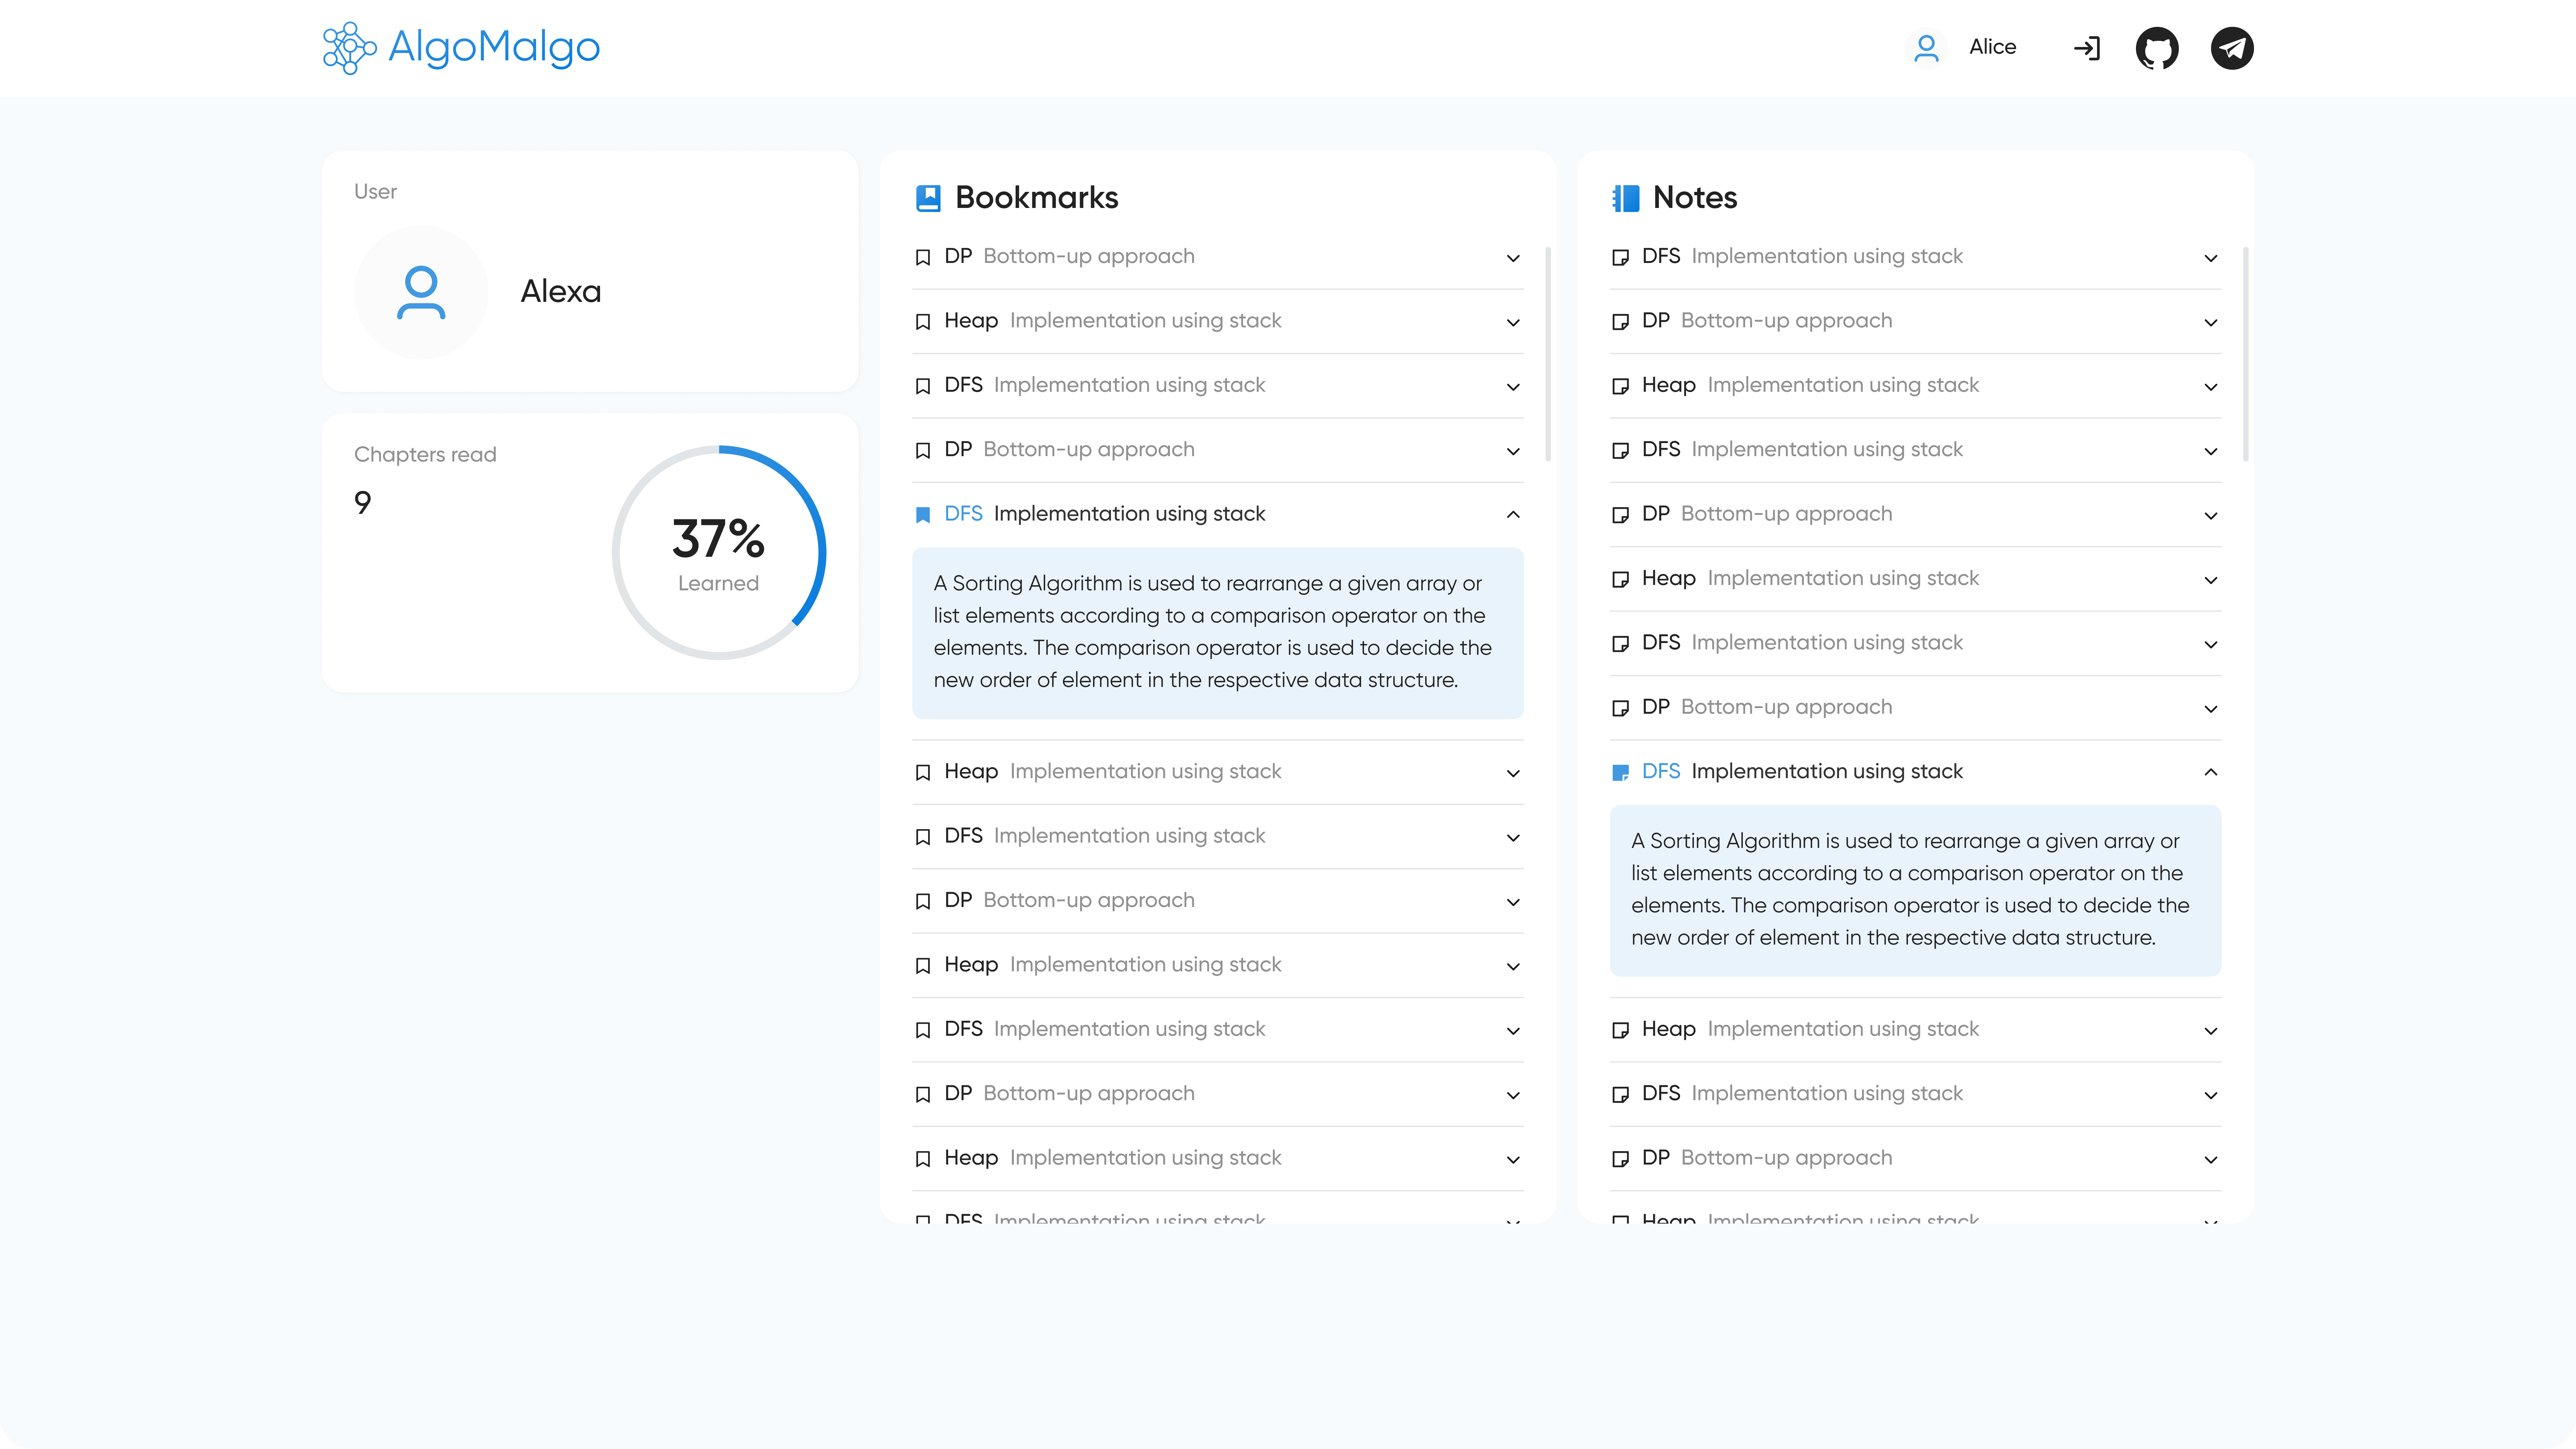 AlgoMalgo
Alice
User
Alexa
Chapters read
9
37%
Learned
Bookmarks
DP Bottom-up approach
Heap Implementation using stack
DFS Implementation using stack
DP Bottom-up approach
DFS Implementation using stack
A Sorting Algorithm is used to rearrange a given array or
list elements according to a comparison operator on the
elements. The comparison operator is used to decide the
new order of element in the respective data structure.
Heap Implementation using stack
DFS Implementation using stack
DP Bottom-up approach
Heap Implementation using stack
DFS Implementation using stack
DP Bottom-up approach
Heap Implementation using stack
DFS Implementation using stack
Notes
DFS Implementation using stack
DP Bottom-up approach
Heap Implementation using stack
DFS Implementation using stack
DP Bottom-up approach
Heap Implementation using stack
DFS Implementation using stack
DP Bottom-up approach
DFS Implementation using stack
A Sorting Algorithm is used to rearrange a given array or
list elements according to a comparison operator on the
elements. The comparison operator is used to decide the
new order of element in the respective data structure.
Heap Implementation using stack
DFS Implementation using stack
DP Bottom-up approach
Heap Implementation using stack